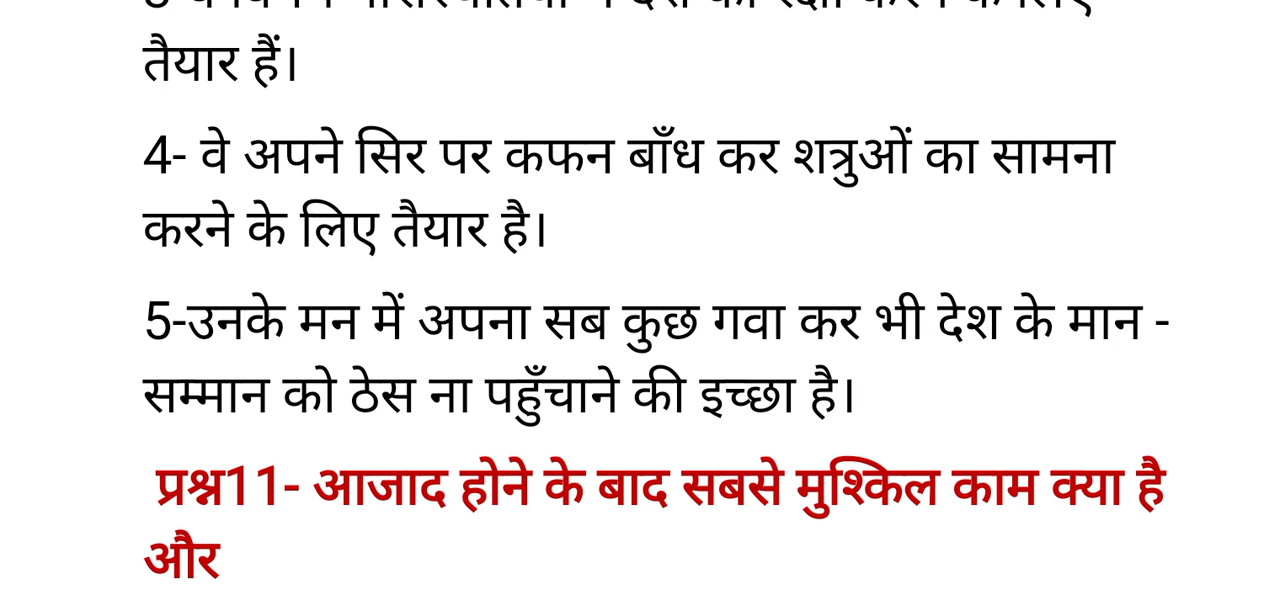 तैयार हैं।
4- वे अपने सिर पर कफन बाँध कर शत्रुओं का सामना
करने के लिए तैयार है।
5-उनके मन में अपना सब कुछ गवा कर भी देश के मान -
सम्मान को ठेस ना पहुँचाने की इच्छा है।
प्रश्न11- आजाद होने के बाद सबसे मुश्किल काम क्या है
और